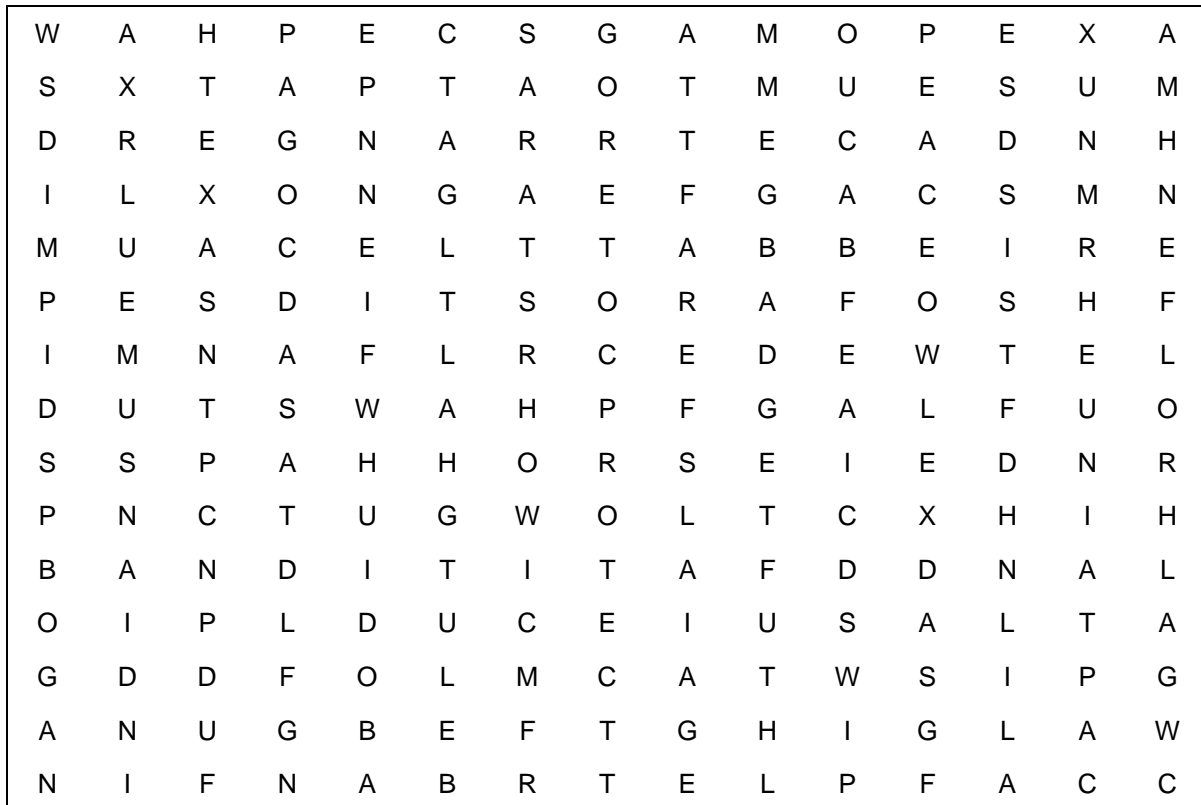 W A H P E C S G A M O P E X A
S X T A P T A O T M U E S U M
D R E G N A R R T E C A D N H
I L X O N G A E F G A C S M N
M U A C E L T T A B B E I R E
P E S D I T S O R A F O S H F
I M N A F L R C E D E W T E L
D U T S W A H P F G A L F U O
S S P A H H O R S E I E D N R
P N C T U G W O L T C X H I H
B A N D I T I T A F D D N A L
O I P L D U C E I U S A L T A
G D D F O L M C A T W S I P G
A N U G B E F T G H I G L A W
N I F N A B R T E L P F A C C